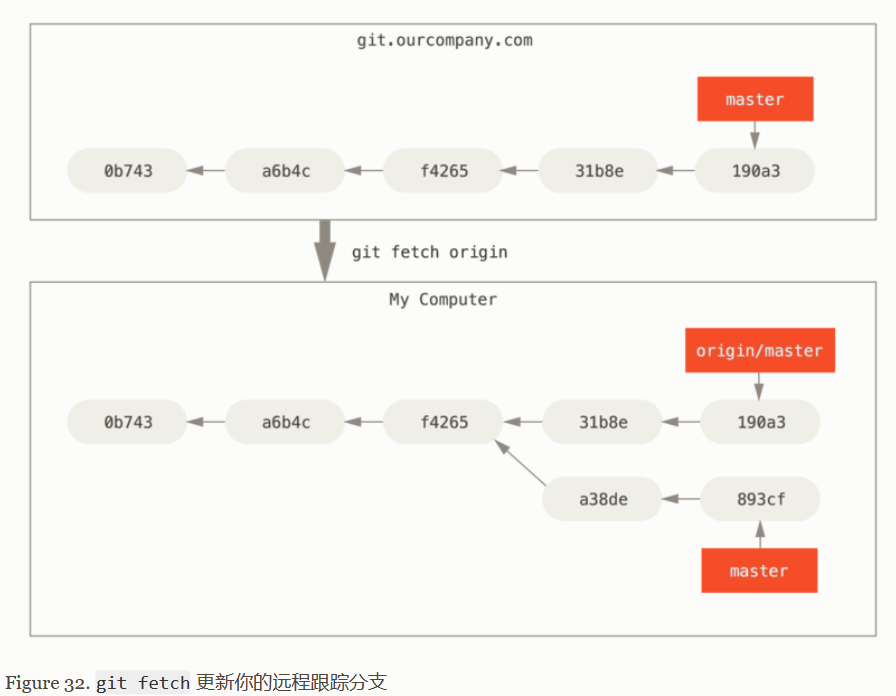 git.ourcompany.com
master
0b743 a6b4c f4265 31b8e 190a3
git fetch origin
My Computer
origin/master
0b743 a6b4c f4265 31b8e 190a3
a38de 893cf
master
Figure 32. git fetch 更新你的远程跟踪分支